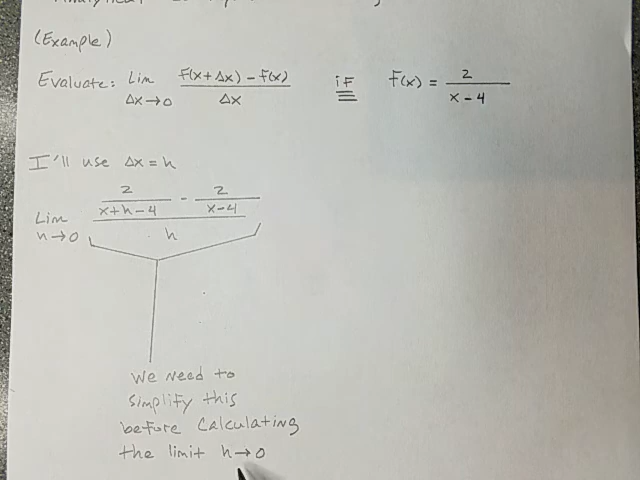 (Example)
Evaluate: Lim Δx→0 F(x+Δx) - f(x) / Δx if F(x) = 2 / x-4
I'll use Δx = h
Lim h→0 2 / x+h-4 - 2 / x-4 / h
We need to
simplify this
before calculating
the limit h→0